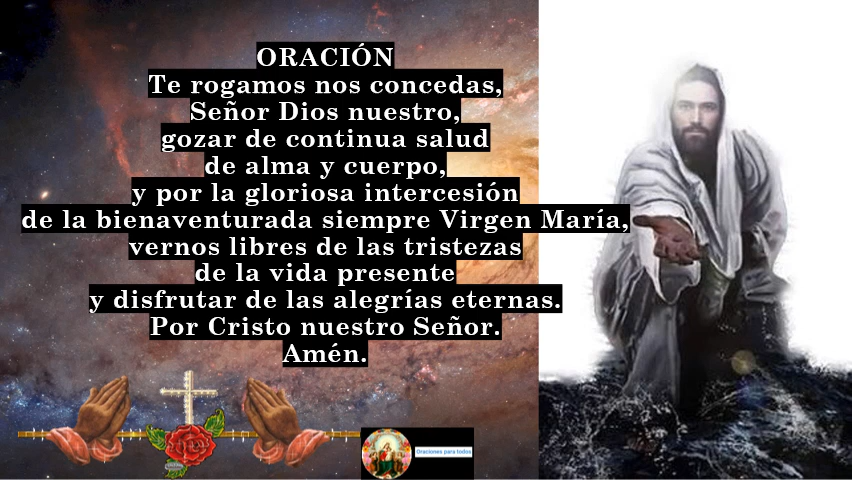 ORACIÓN
Te rogamos nos concedas,
Señor Dios nuestro,
gozar de continua salud
de alma y cuerpo,
y por la gloriosa intercesión
de la bienaventurada siempre Virgen María,
vernos libres de las tristezas
de la vida presente
y disfrutar de las alegrías eternas.
Por Cristo nuestro Señor.
Amén.
Oraciones para todos